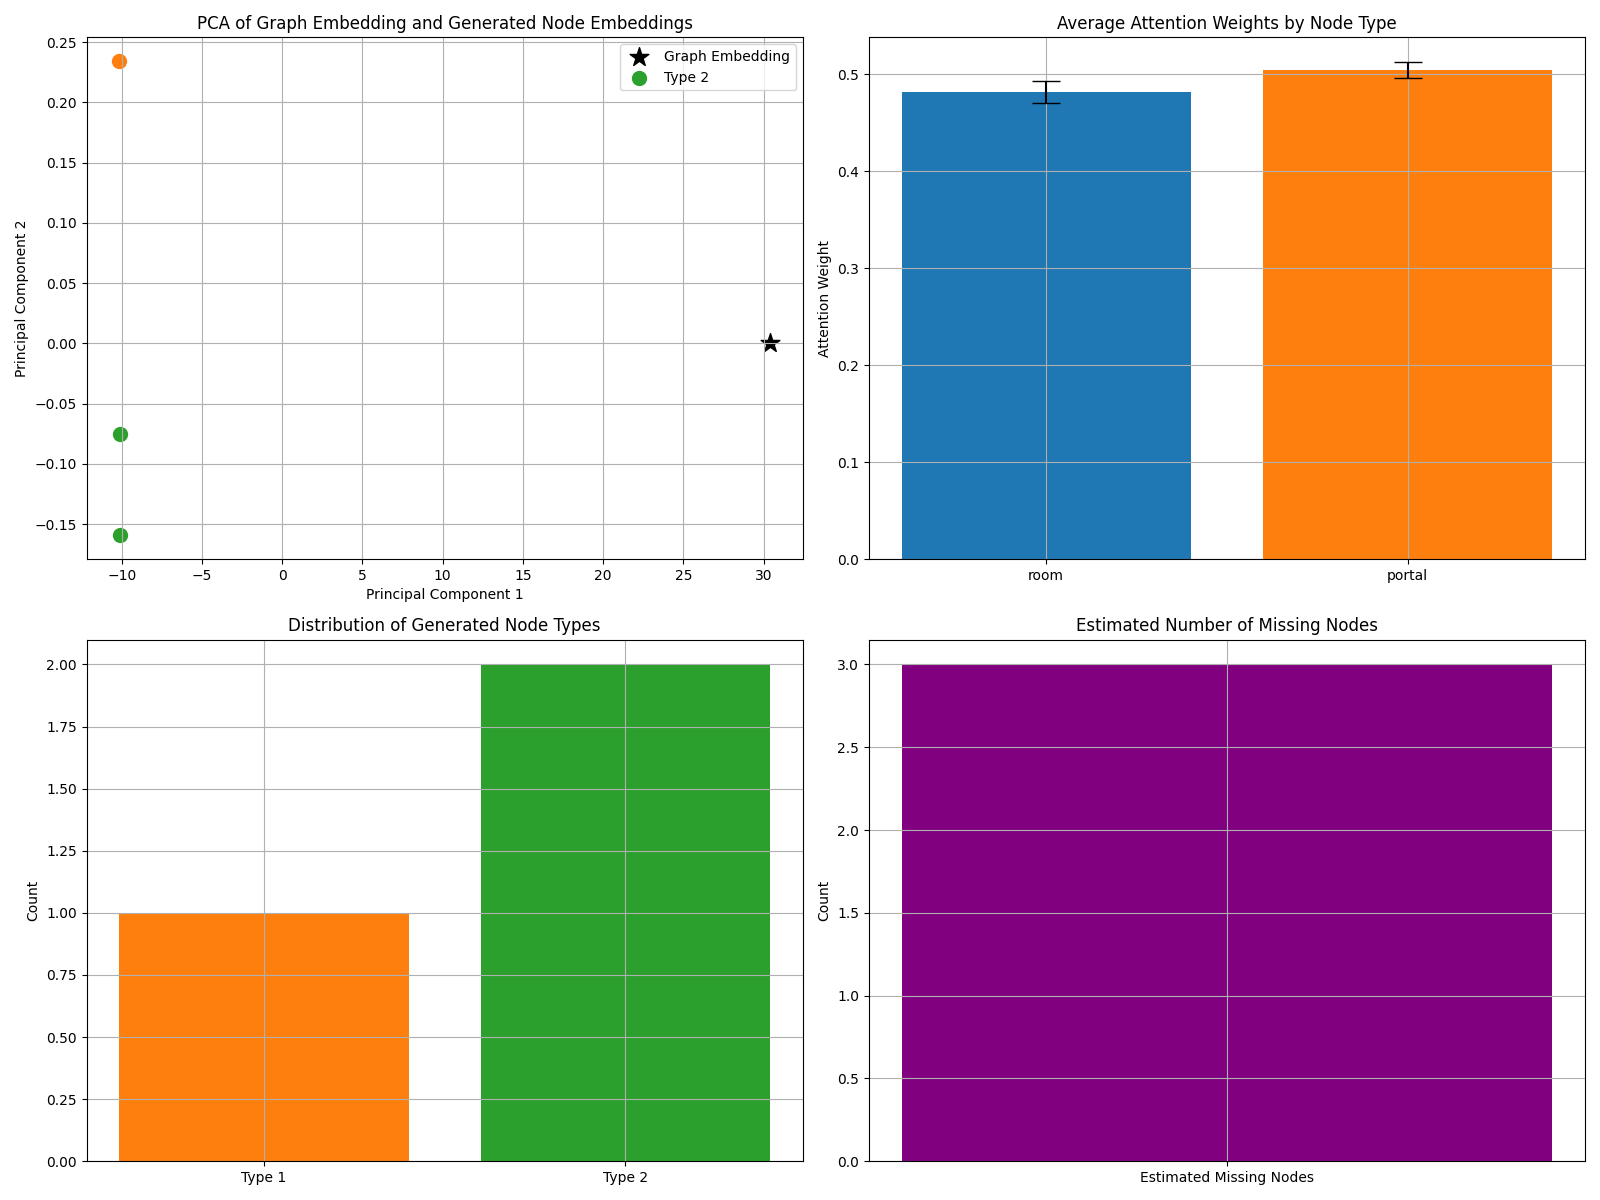 PCA of Graph Embedding and Generated Node Embeddings
Graph Embedding
Type 2
0.25
0.20
0.15
0.10
0.05
0.00
−0.05
−0.10
−0.15
Principal Component 2
−10
−5
0
5
10
15
20
25
30
Principal Component 1
Average Attention Weights by Node Type
0.5
0.4
0.3
0.2
0.1
0.0
Attention Weight
room
portal
Distribution of Generated Node Types
2.00
1.75
1.50
1.25
1.00
0.75
0.50
0.25
0.00
Count
Type 1
Type 2
Estimated Number of Missing Nodes
3.0
2.5
2.0
1.5
1.0
0.5
0.0
Count
Estimated Missing Nodes